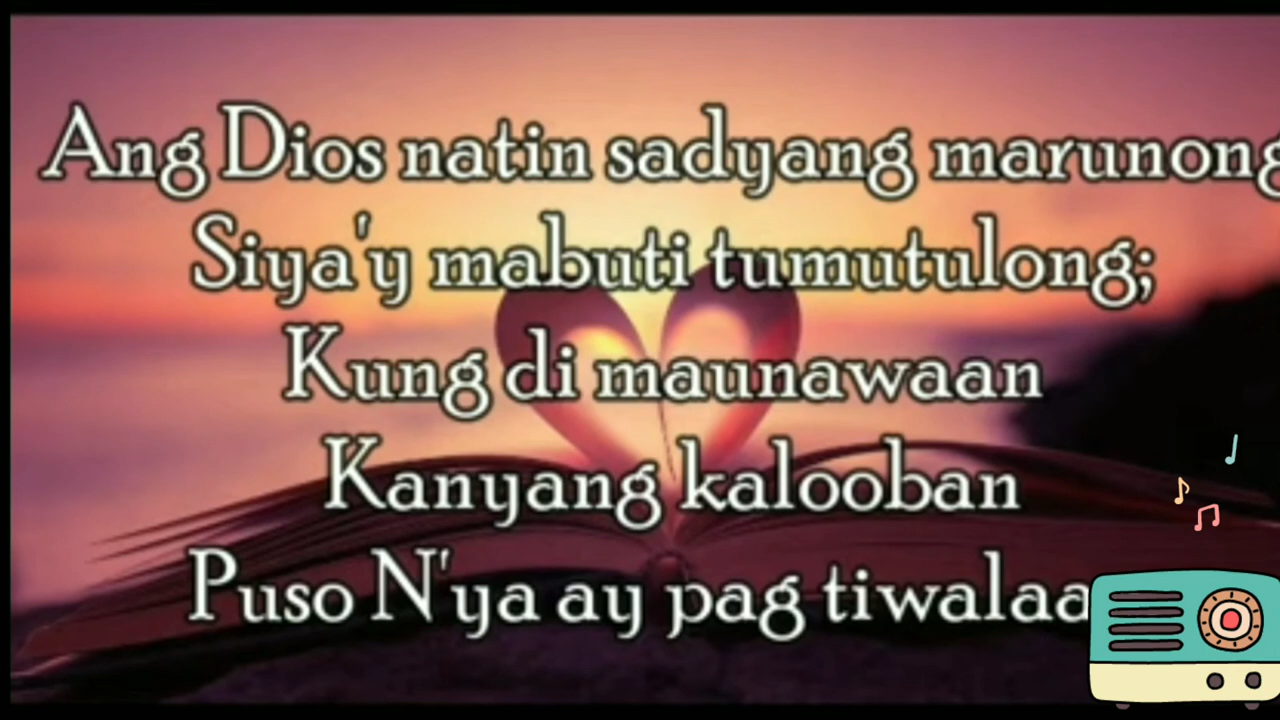 Ang Dios natin sadyang marunong
Siya'y mabuti tumutulong;
Kung di maunawaan
Kanyang kalooban
Puso N'ya ay pag tiwalaa